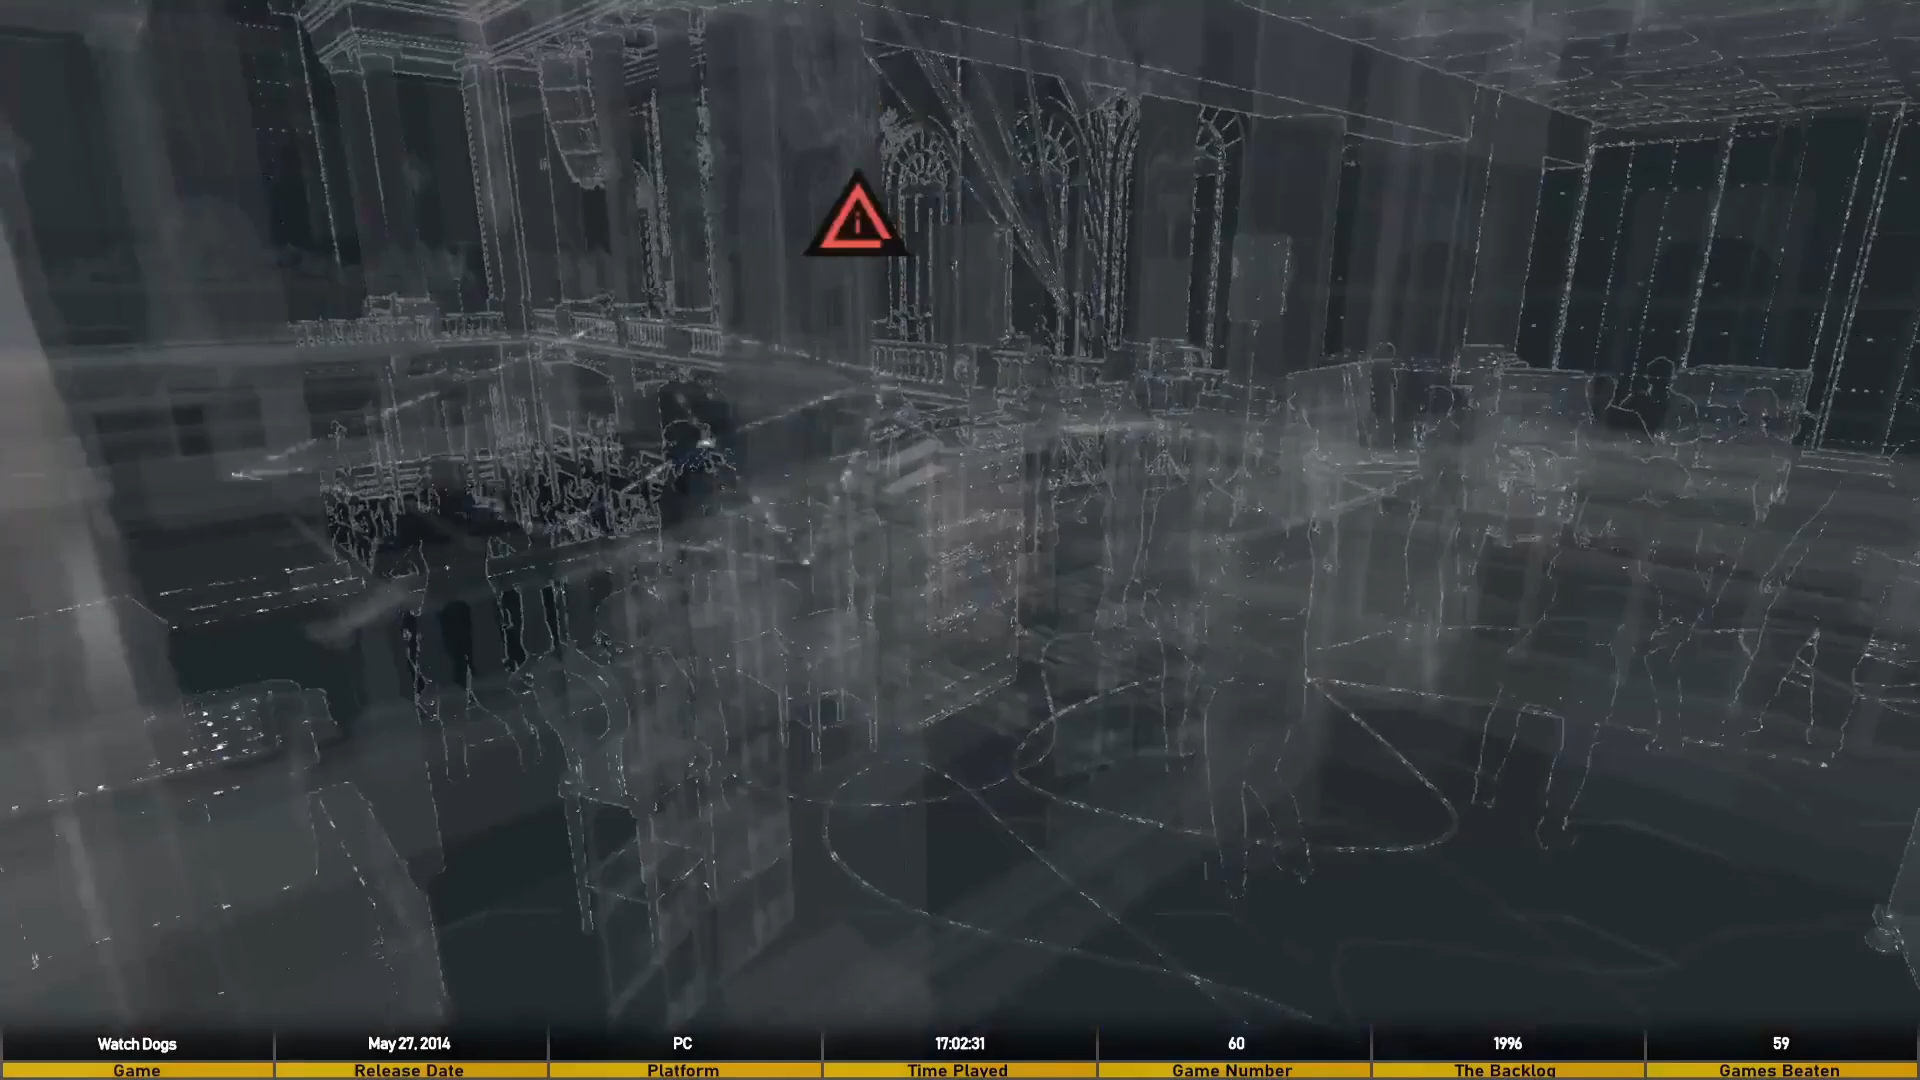 Watch Dogs May 27, 2014 PC 17:02:31 60 1996 59
Game Release Date Platform Time Played Game Number The Backlog Games Beaten